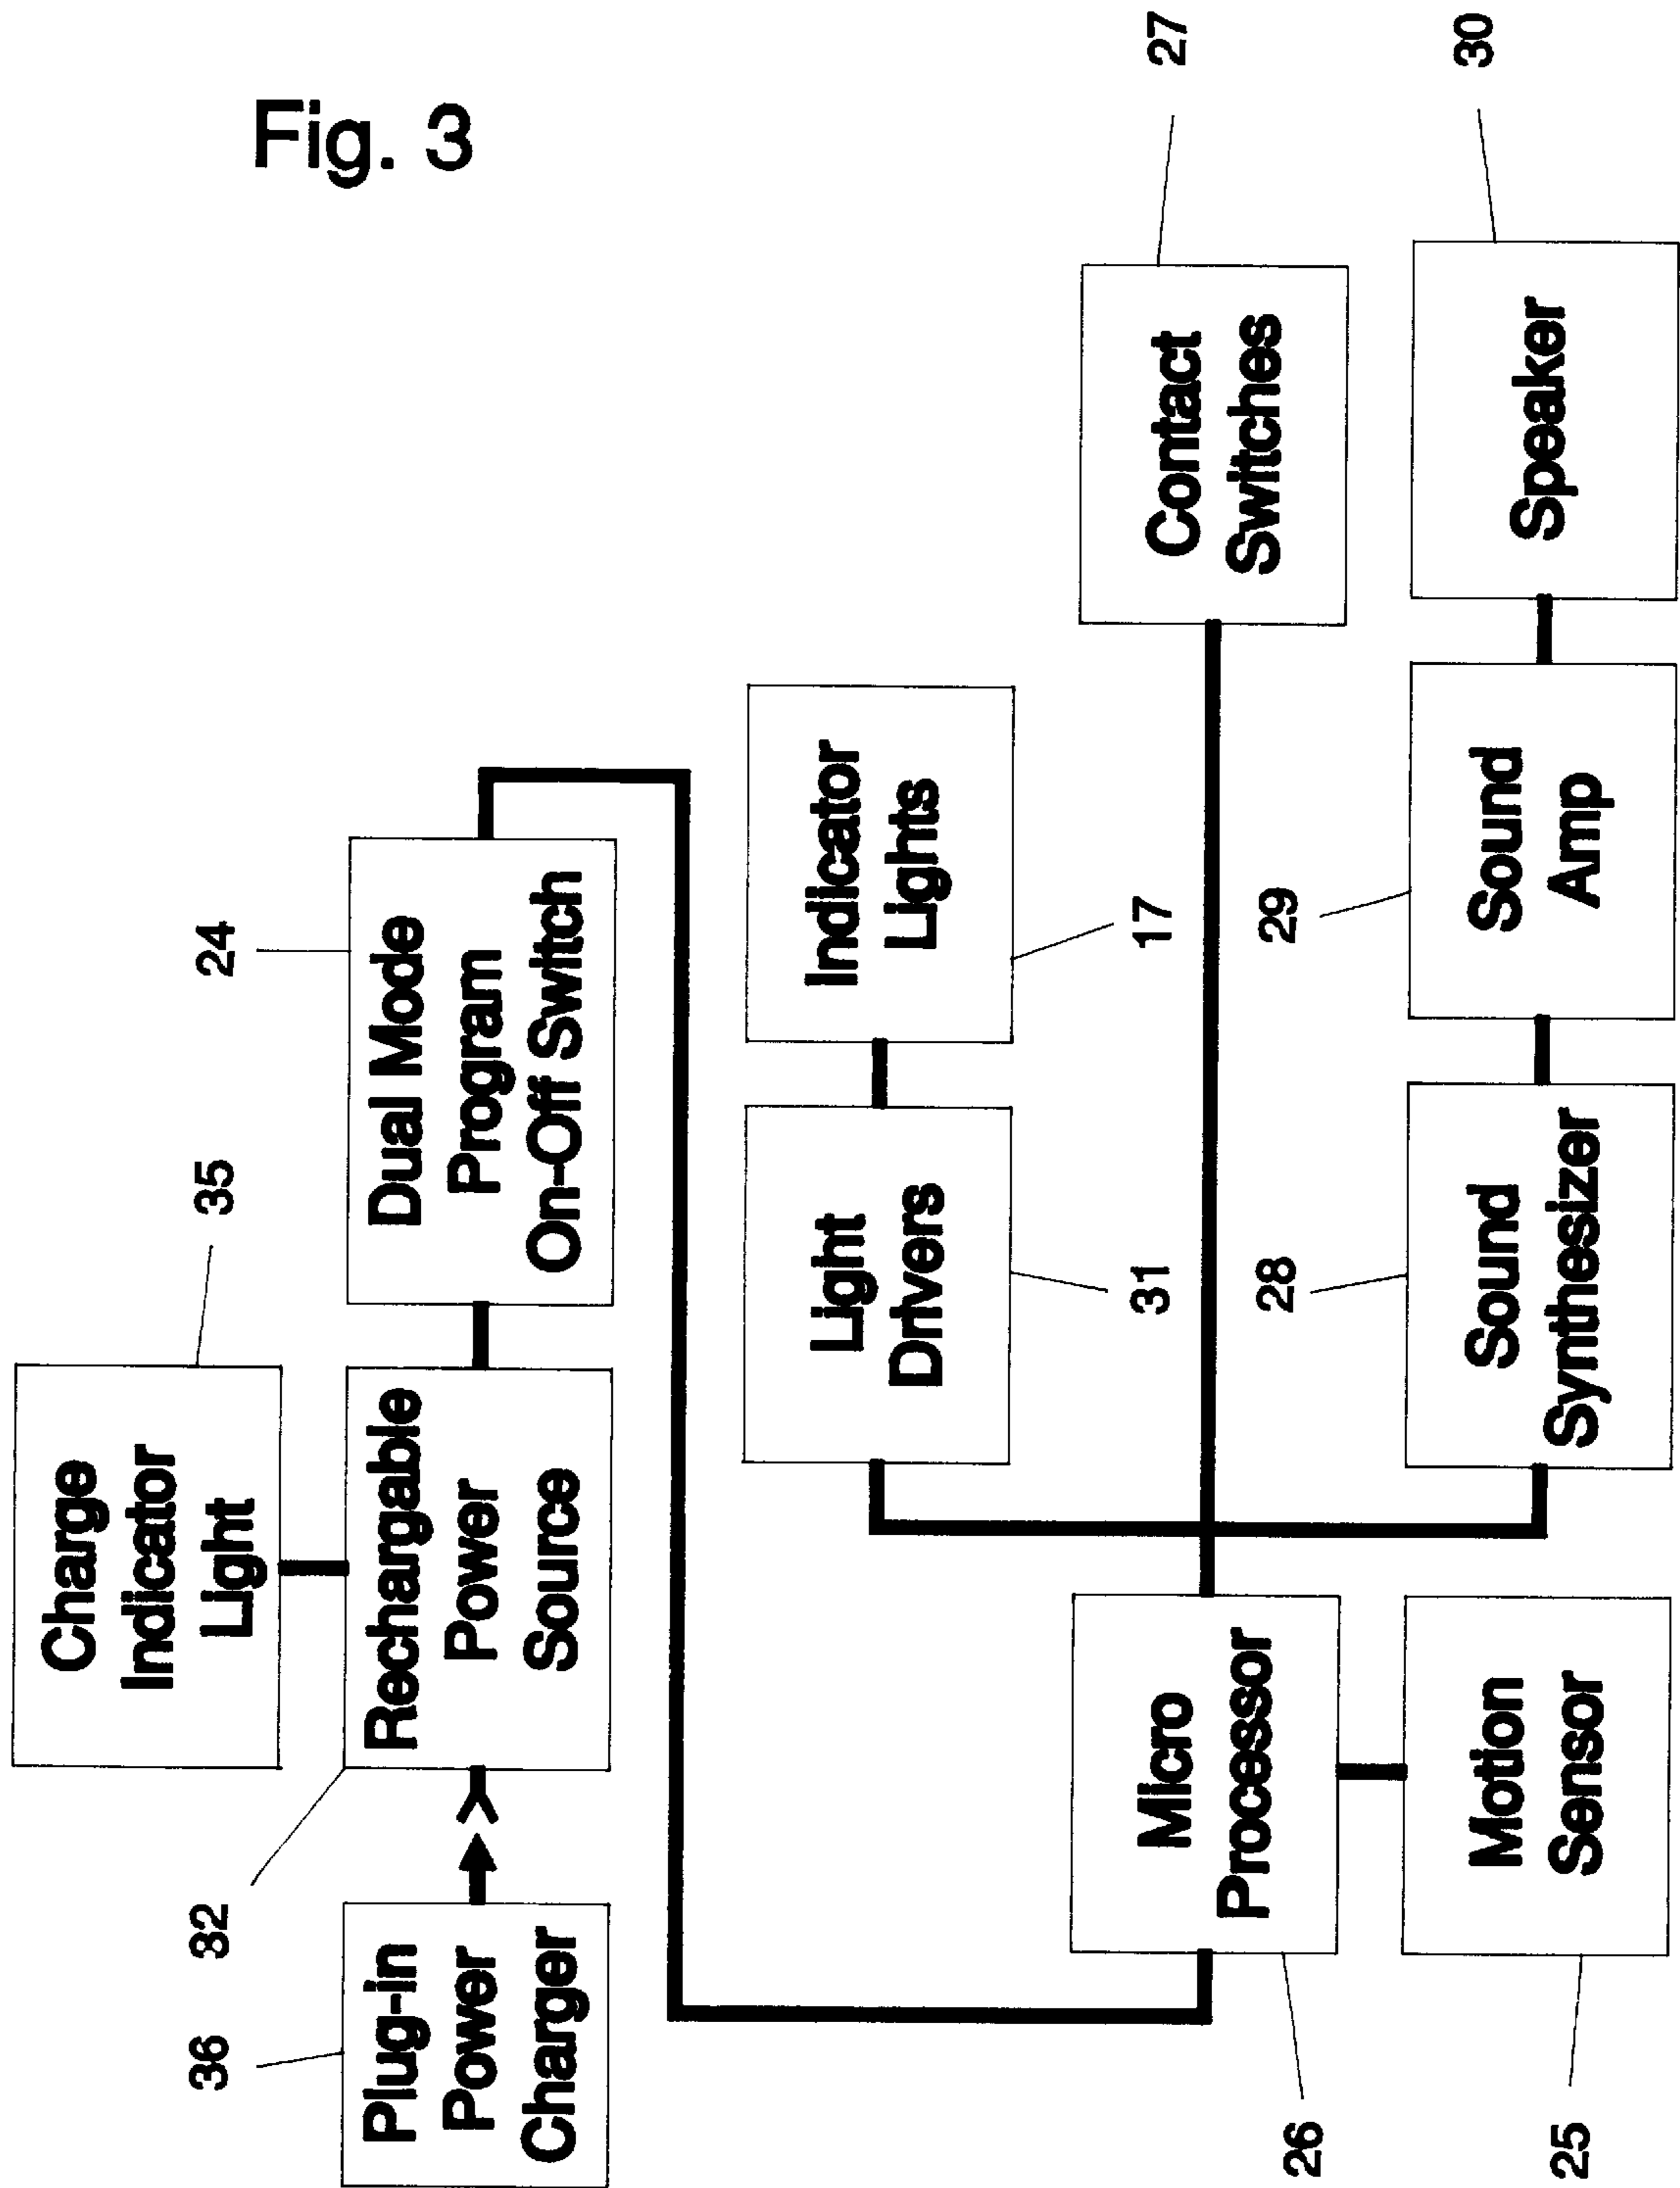 Fig. 3
35
Charge
Indicator
Light
36
Plug-in
Power
Charger
32
Rechargable
Power
Source
24
Dual Mode
Program
On-Off Switch
Light
Drivers
31
Indicator
Lights
17
26
Micro
Processor
Contact
Switches
27
25
Motion
Sensor
28
Sound
Synthesizer
29
Sound
Amp
Speaker
30